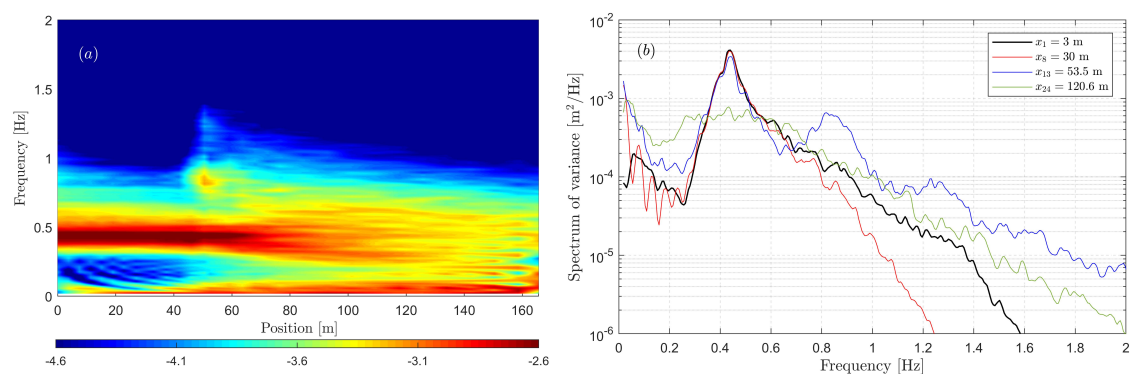 (a)
Frequency [Hz]
2
1.5
1
0.5
0
0 20 40 60 80 100 120 140 160
Position [m]
-4.6 -4.1 -3.6 -3.1 -2.6
(b)
Spectrum of variance [m²/Hz]
10⁻²
10⁻³
10⁻⁴
10⁻⁵
10⁻⁶
x₁ = 3 m
x₈ = 30 m
x₁₃ = 53.5 m
x₂₄ = 120.6 m
0 0.2 0.4 0.6 0.8 1 1.2 1.4 1.6 1.8 2
Frequency [Hz]